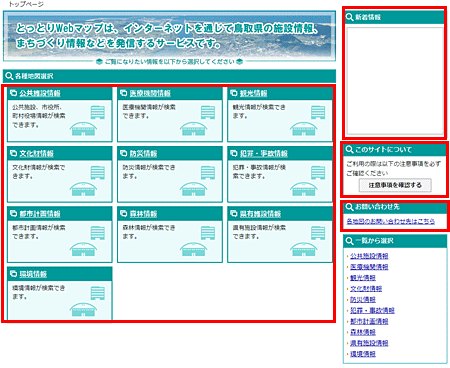 トップページ
とっとりWebマップは、インターネットを通じて鳥取県の施設情報、
まちづくり情報などを発信するサービスです。
ご覧になりたい情報を以下から選択してください
各種地図選択
公共施設情報
公共施設、市役所、
町村役場情報が検索
できます。
医療機関情報
医療機関情報が検索
できます。
観光情報
観光情報が検索でき
ます。
文化財情報
文化財情報が検索で
きます。
防災情報
防災情報が検索でき
ます。
犯罪・事故情報
犯罪・事故情報が検
索できます。
都市計画情報
都市計画情報が検索
できます。
森林情報
森林情報が検索でき
ます。
県有施設情報
県有施設情報が検索
できます。
環境情報
環境情報が検索でき
ます。
新着情報
このサイトについて
ご利用の際は以下の注意事項を必ず
ご確認ください
注意事項を確認する
お問い合わせ先
各地図のお問い合わせ先はこちら
一覧から選択
公共施設情報
医療機関情報
観光情報
文化財情報
防災情報
犯罪・事故情報
都市計画情報
森林情報
県有施設情報
環境情報